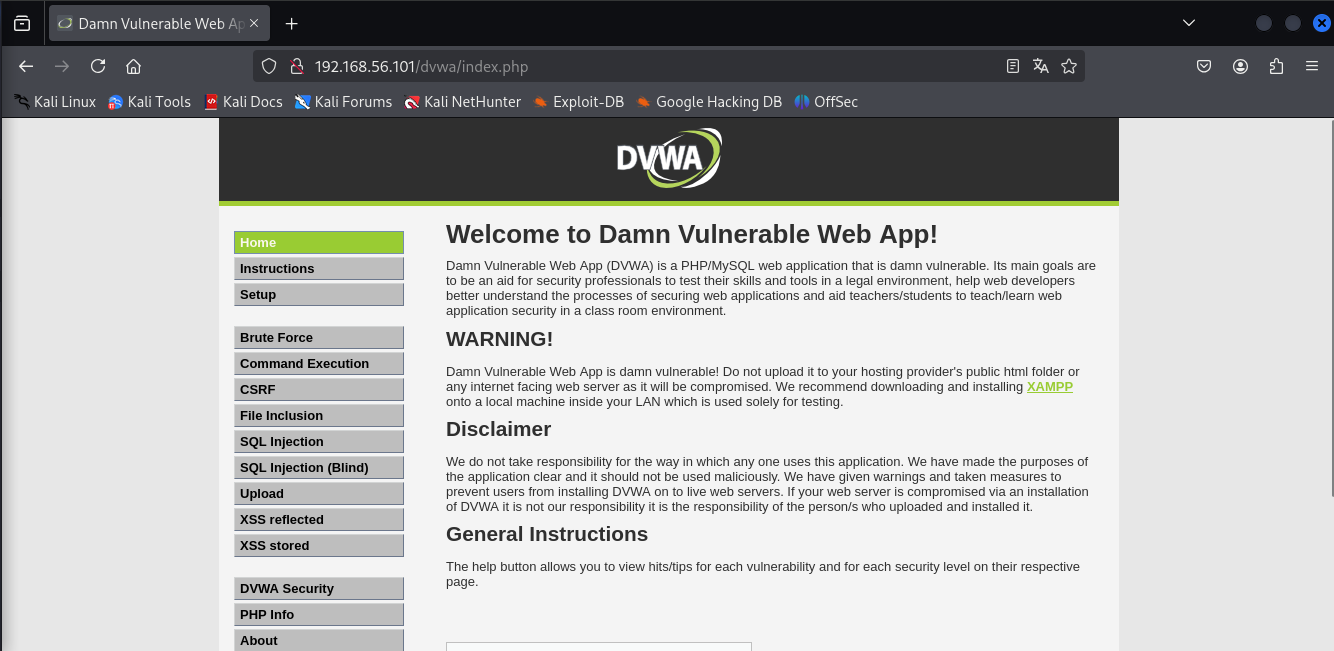 Damn Vulnerable Web Ap
192.168.56.101/dvwa/index.php
Kali Linux Kali Tools Kali Docs Kali Forums Kali NetHunter Exploit-DB Google Hacking DB OffSec
DVWA
Home
Instructions
Setup
Brute Force
Command Execution
CSRF
File Inclusion
SQL Injection
SQL Injection (Blind)
Upload
XSS reflected
XSS stored
DVWA Security
PHP Info
About
Welcome to Damn Vulnerable Web App!
Damn Vulnerable Web App (DVWA) is a PHP/MySQL web application that is damn vulnerable. Its main goals are
to be an aid for security professionals to test their skills and tools in a legal environment, help web developers
better understand the processes of securing web applications and aid teachers/students to teach/learn web
application security in a class room environment.
WARNING!
Damn Vulnerable Web App is damn vulnerable! Do not upload it to your hosting provider's public html folder or
any internet facing web server as it will be compromised. We recommend downloading and installing XAMPP
onto a local machine inside your LAN which is used solely for testing.
Disclaimer
We do not take responsibility for the way in which any one uses this application. We have made the purposes of
the application clear and it should not be used maliciously. We have given warnings and taken measures to
prevent users from installing DVWA on to live web servers. If your web server is compromised via an installation
of DVWA it is not our responsibility it is the responsibility of the person/s who uploaded and installed it.
General Instructions
The help button allows you to view hits/tips for each vulnerability and for each security level on their respective
page.